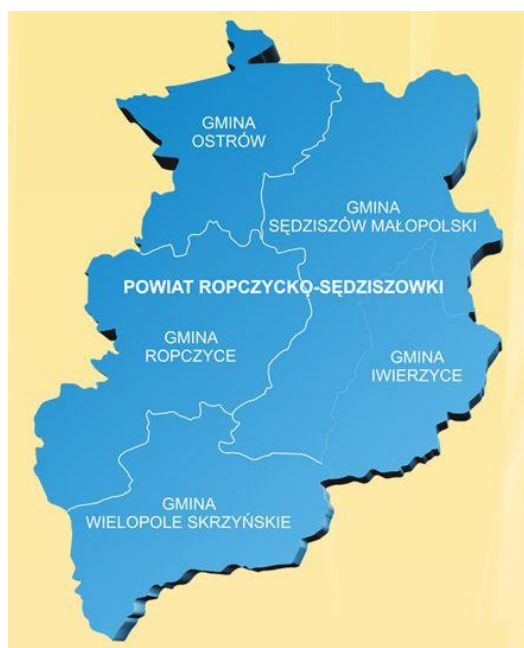 GMINA
OSTRÓW
GMINA
SĘDZISZÓW MAŁOPOLSKI
POWIAT ROPCZYCKO-SĘDZISZOWKI
GMINA
ROPCZYCE
GMINA
IWIERZYCE
GMINA
WIELOPOLE SKRZYŃSKIE